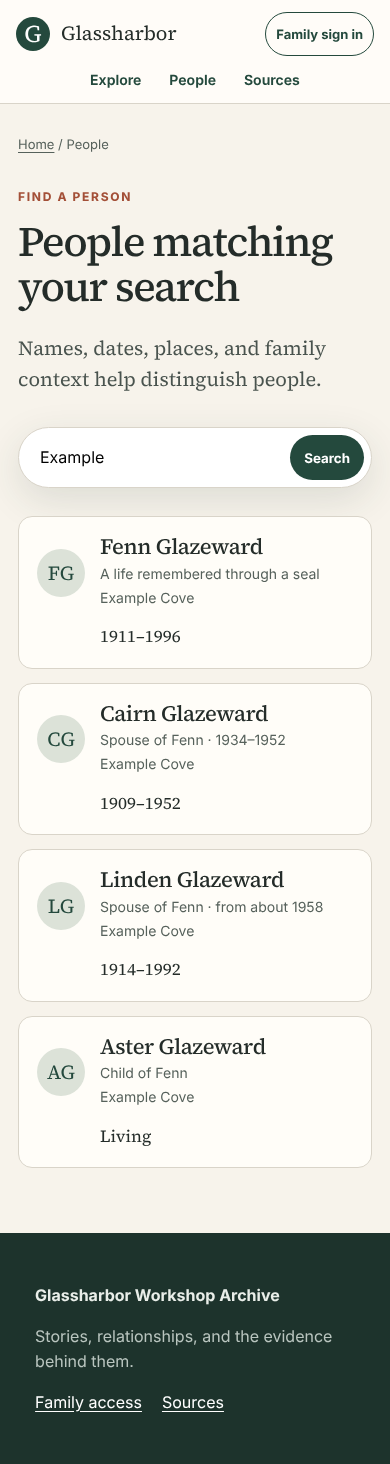 G Glassharbor Family sign in
Explore People Sources
Home / People
FIND A PERSON
People matching
your search
Names, dates, places, and family
context help distinguish people.
Example Search
FG
Fenn Glazeward
A life remembered through a seal
Example Cove
1911–1996
CG
Cairn Glazeward
Spouse of Fenn · 1934–1952
Example Cove
1909–1952
LG
Linden Glazeward
Spouse of Fenn · from about 1958
Example Cove
1914–1992
AG
Aster Glazeward
Child of Fenn
Example Cove
Living
Glassharbor Workshop Archive
Stories, relationships, and the evidence
behind them.
Family access Sources